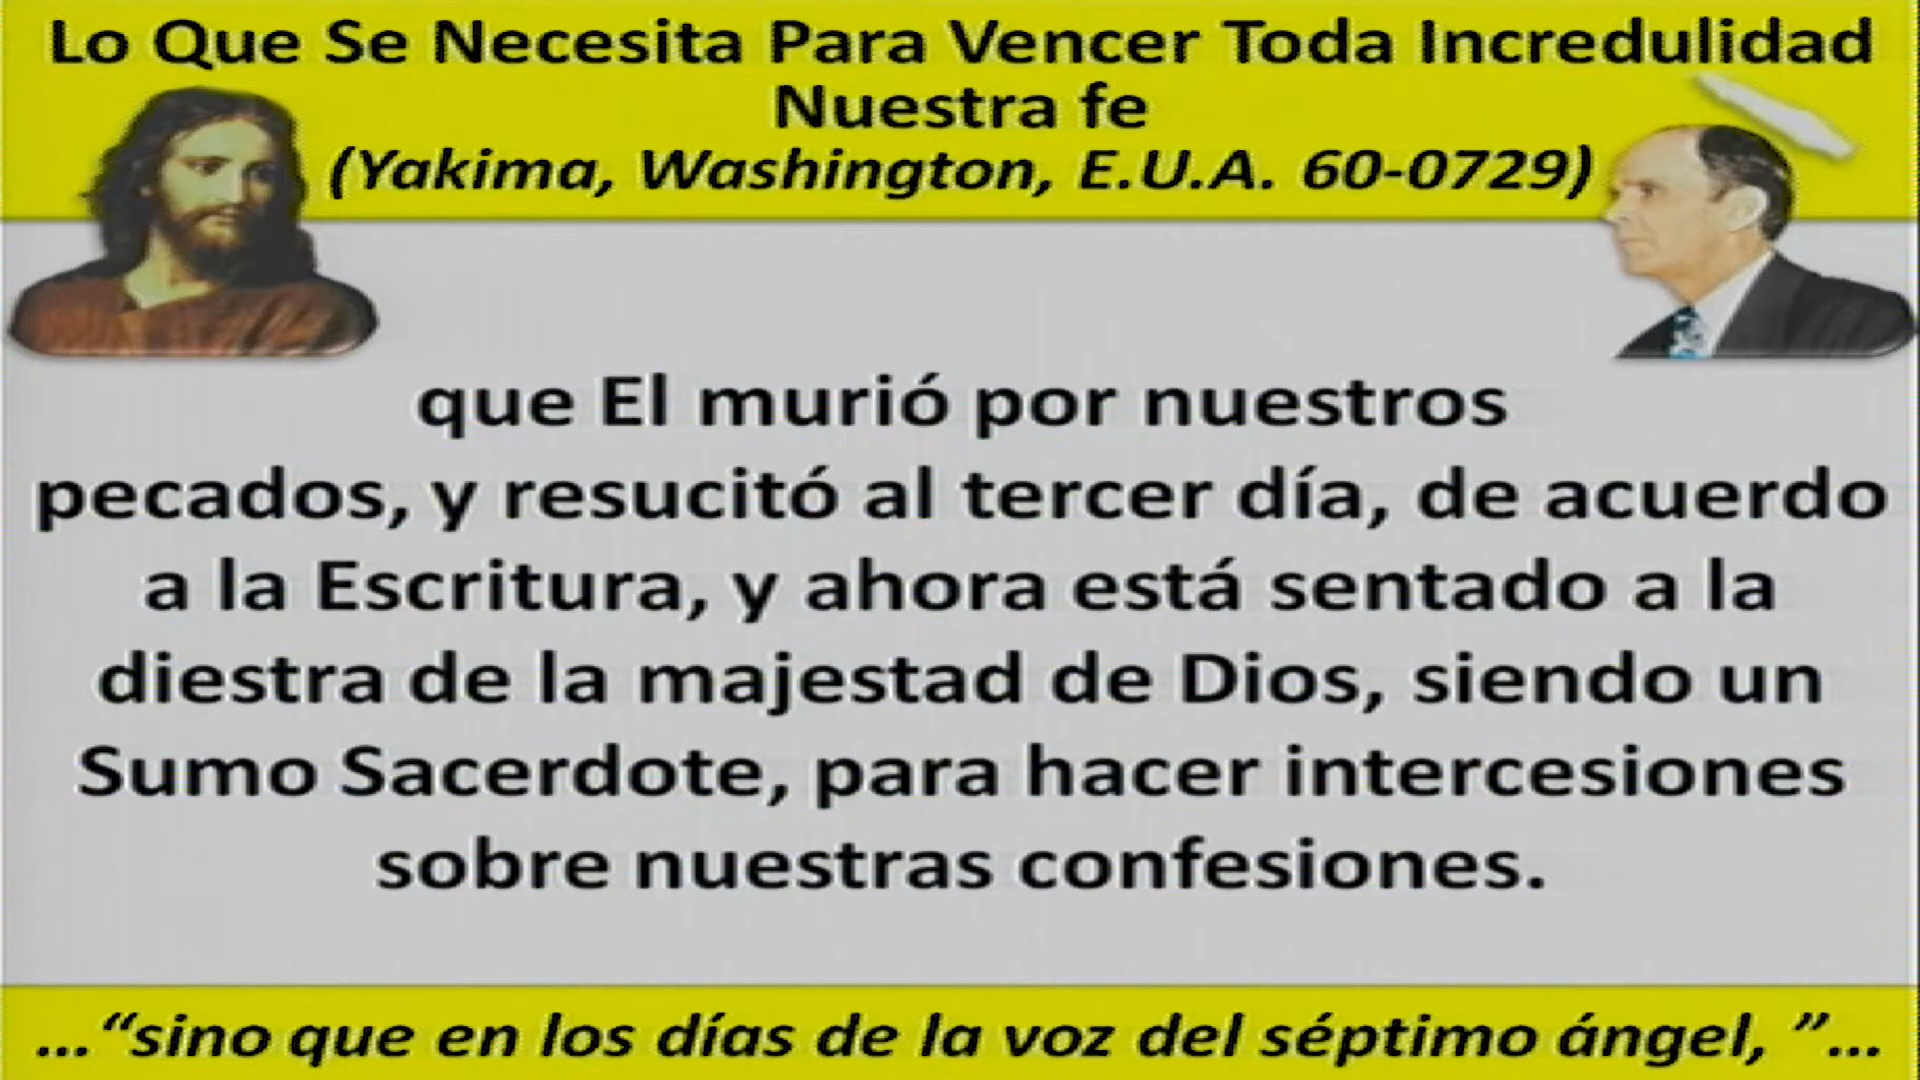 Lo Que Se Necesita Para Vencer Toda Incredulidad
Nuestra fe
(Yakima, Washington, E.U.A. 60-0729)
que El murió por nuestros
pecados, y resucitó al tercer día, de acuerdo
a la Escritura, y ahora está sentado a la
diestra de la majestad de Dios, siendo un
Sumo Sacerdote, para hacer intercesiones
sobre nuestras confesiones.
...“sino que en los días de la voz del séptimo ángel, ”...